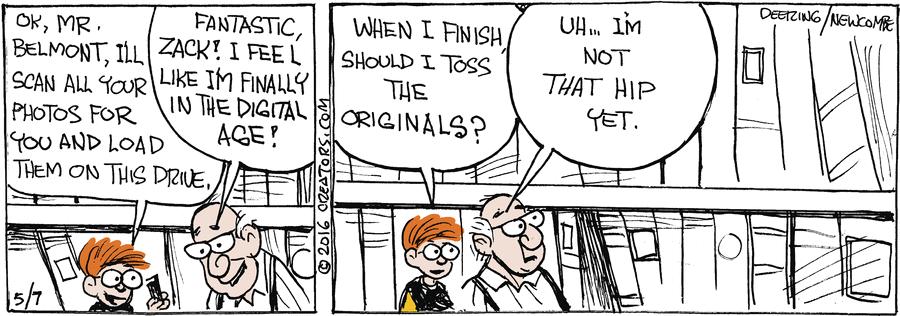 OK, MR.
BELMONT, I'LL
SCAN ALL YOUR
PHOTOS FOR
YOU AND LOAD
THEM ON THIS DRIVE.
FANTASTIC,
ZACK! I FEEL
LIKE I'M FINALLY
IN THE DIGITAL
AGE!
5/7
© 2016 CREATORS.COM
WHEN I FINISH,
SHOULD I TOSS
THE
ORIGINALS?
UH... I'M
NOT
THAT HIP
YET.
DEERING/NEWCOMBE